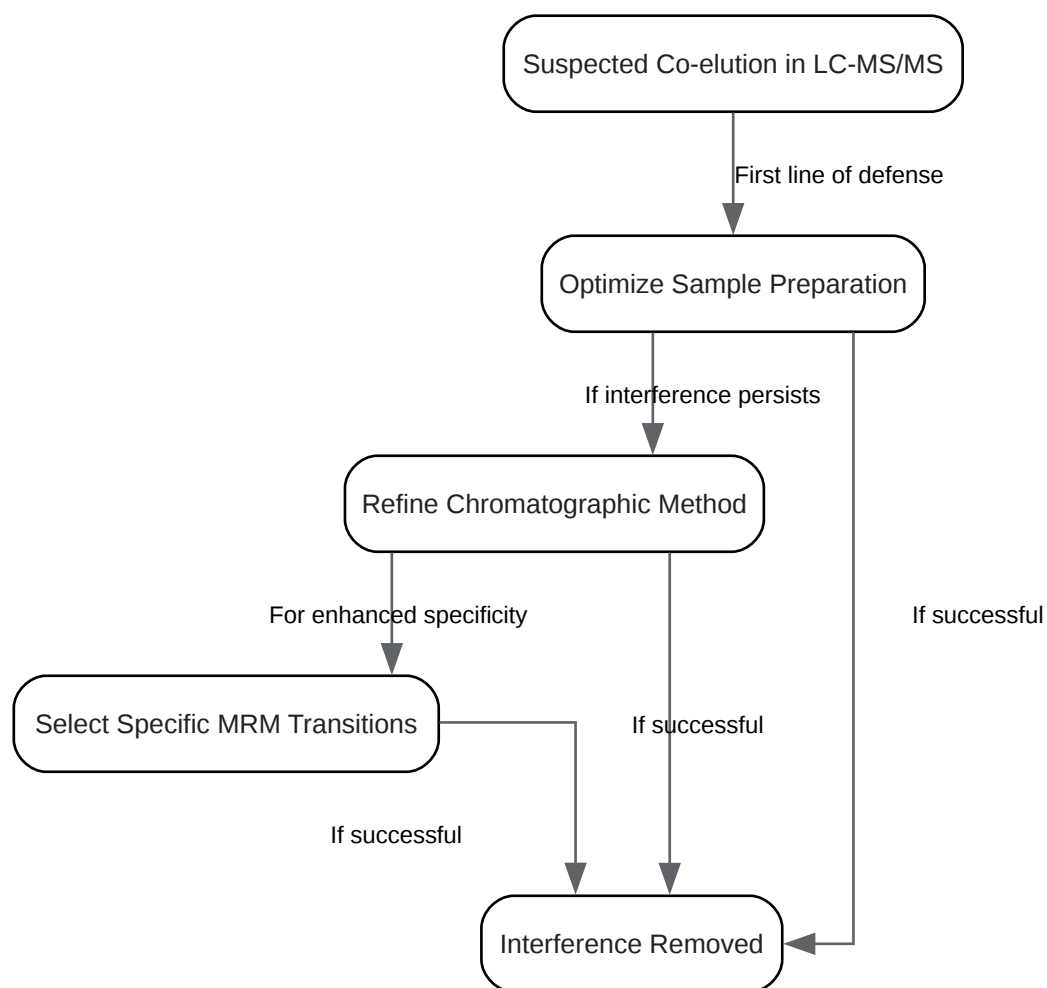 Suspected Co-elution in LC-MS/MS
First line of defense
Optimize Sample Preparation
If interference persists
Refine Chromatographic Method
For enhanced specificity
If successful
Select Specific MRM Transitions
If successful
If successful
Interference Removed